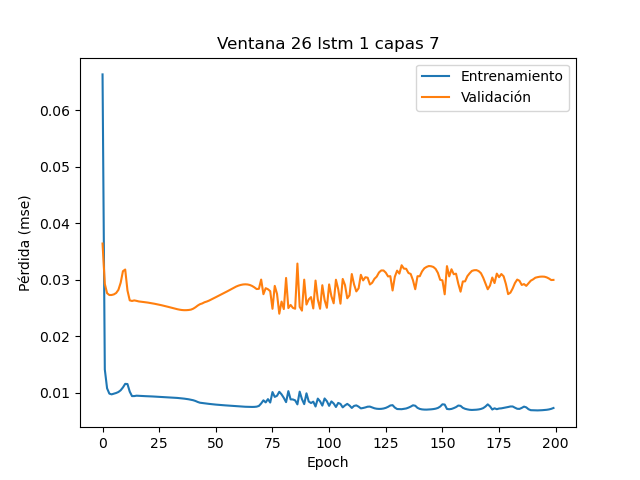 Ventana 26 lstm 1 capas 7
Entrenamiento
Validación
Pérdida (mse)
0.06
0.05
0.04
0.03
0.02
0.01
0 25 50 75 100 125 150 175 200
Epoch